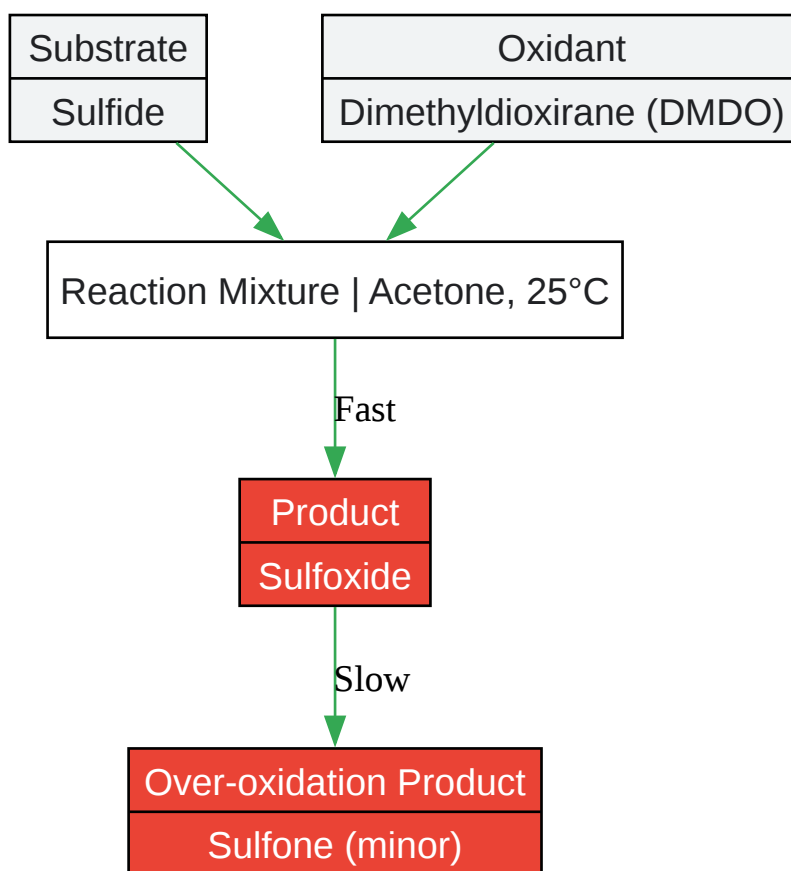 Substrate
Sulfide
Oxidant
Dimethyldioxirane (DMDO)
Reaction Mixture | Acetone, 25°C
Fast
Product
Sulfoxide
Slow
Over-oxidation Product
Sulfone (minor)